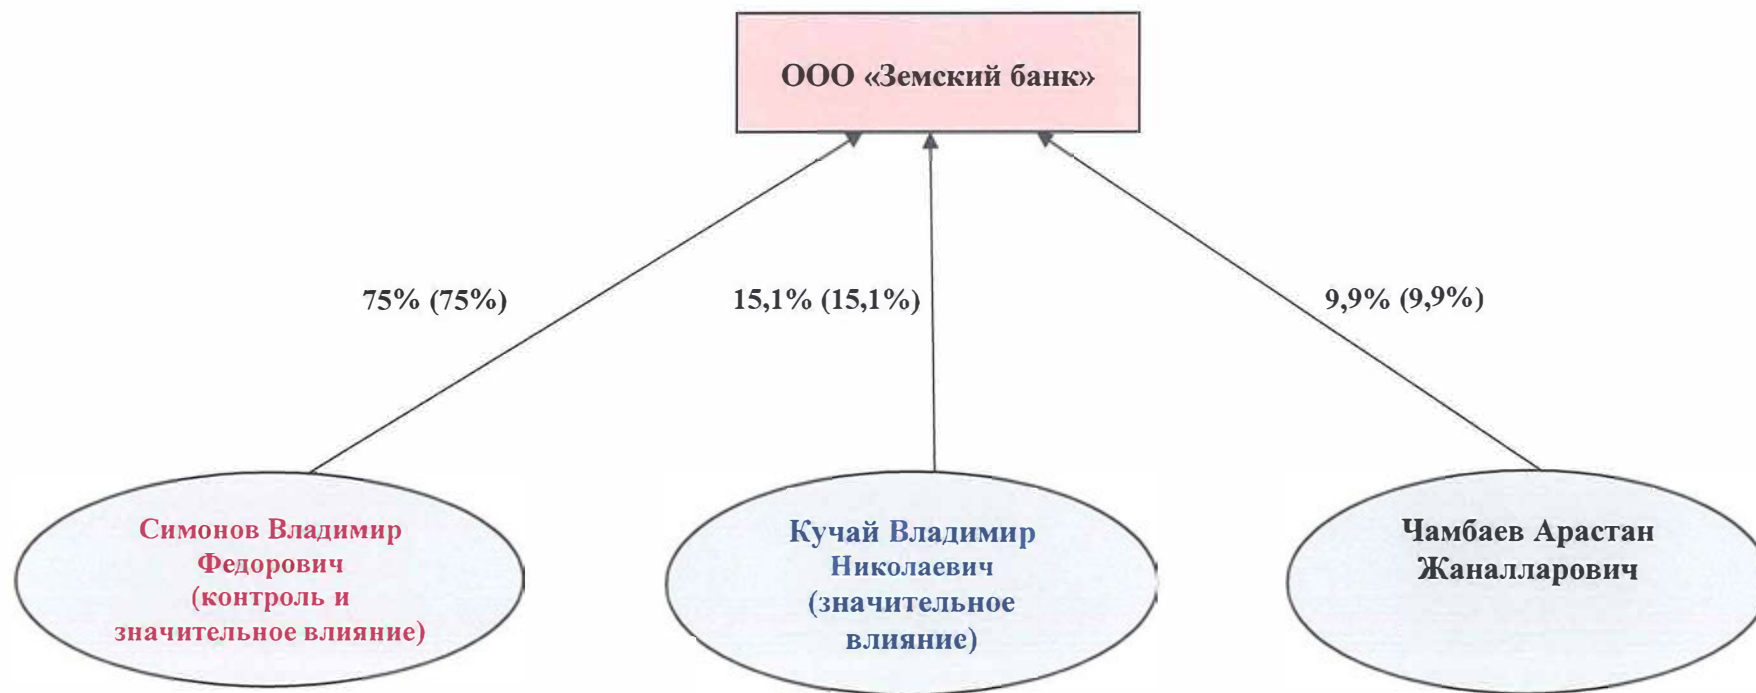 ООО «Земский банк»
75% (75%)
15,1% (15,1%)
9,9% (9,9%)
Симонов Владимир
Федорович
(контроль и
значительное влияние)
Кучай Владимир
Николаевич
(значительное
влияние)
Чамбаев Арастан
Жаналларович